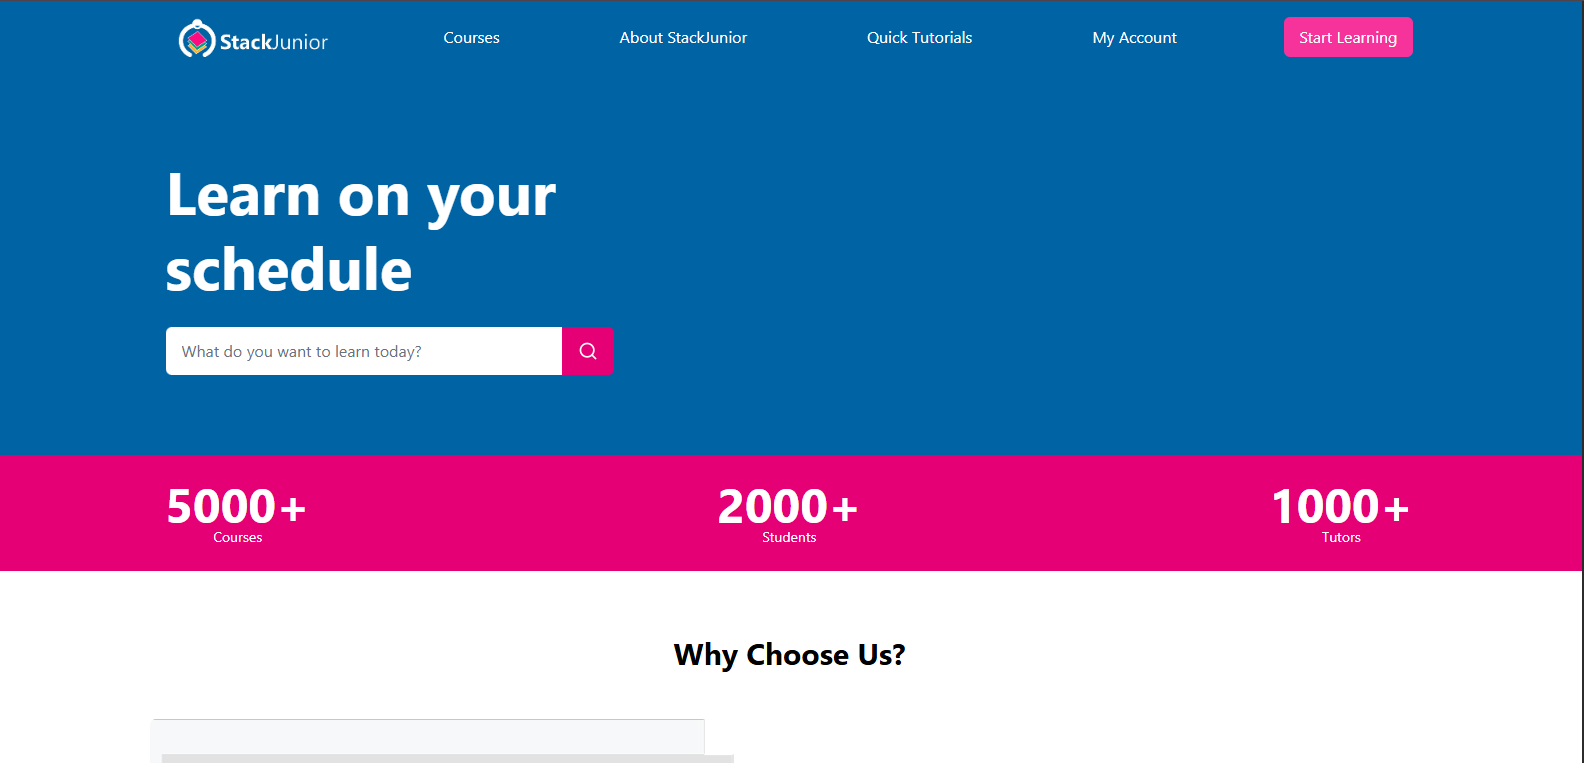 StackJunior
Courses
About StackJunior
Quick Tutorials
My Account
Start Learning
Learn on your
schedule
What do you want to learn today?
5000+
Courses
2000+
Students
1000+
Tutors
Why Choose Us?